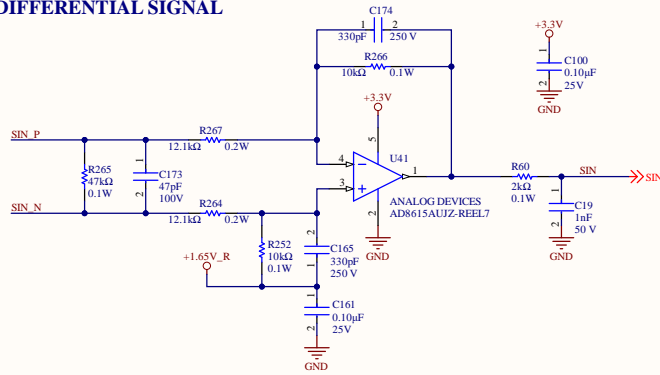 DIFFERENTIAL SIGNAL
C174
1 2
330pF 250 V
R266
10kΩ 0.1W
+3.3V
1
C100
0.10µF
25V
2
GND
+3.3V
5
SIN_P
R267
12.1kΩ 0.2W
R265
47kΩ
0.1W
1
C173
47pF
100V
2
4
3
U41
1
ANALOG DEVICES
AD8615AUJZ-REEL7
2
GND
R60
2kΩ
0.1W
SIN
SIN
1
C19
1nF
50 V
2
GND
SIN_N
R264
12.1kΩ 0.2W
R252
10kΩ
0.1W
2
C165
330pF
250 V
1
+1.65V_R
1
C161
0.10µF
25V
2
GND